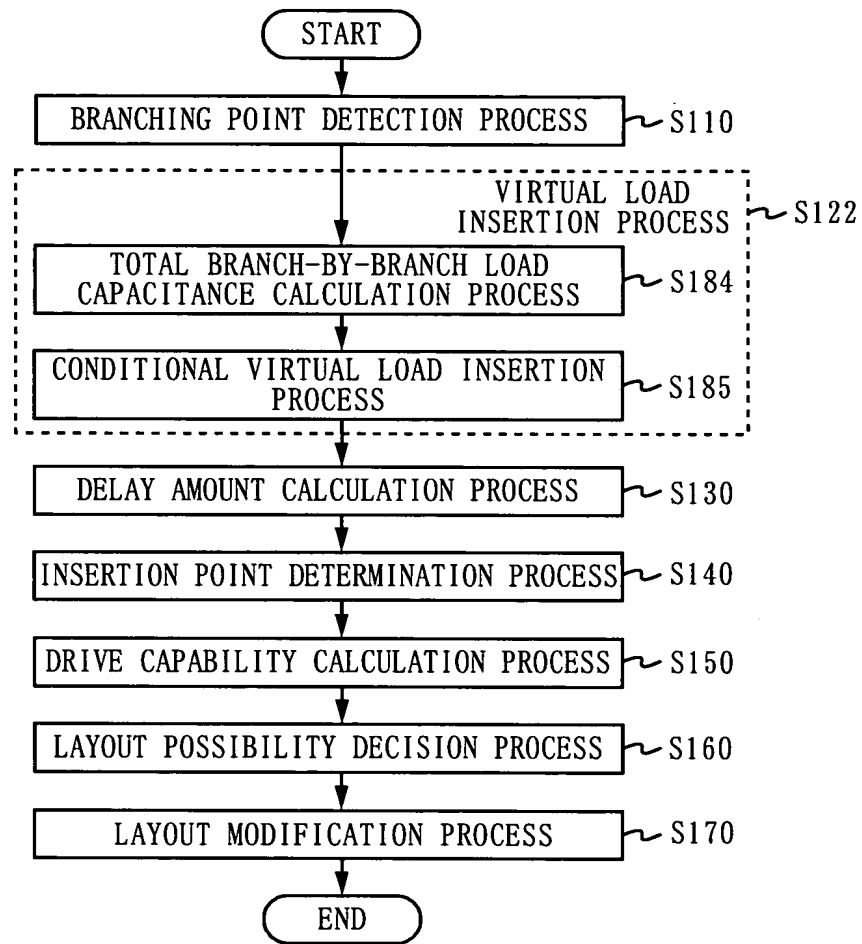 START
BRANCHING POINT DETECTION PROCESS
S110
VIRTUAL LOAD
INSERTION PROCESS
S122
TOTAL BRANCH-BY-BRANCH LOAD
CAPACITANCE CALCULATION PROCESS
S184
CONDITIONAL VIRTUAL LOAD INSERTION
PROCESS
S185
DELAY AMOUNT CALCULATION PROCESS
S130
INSERTION POINT DETERMINATION PROCESS
S140
DRIVE CAPABILITY CALCULATION PROCESS
S150
LAYOUT POSSIBILITY DECISION PROCESS
S160
LAYOUT MODIFICATION PROCESS
S170
END